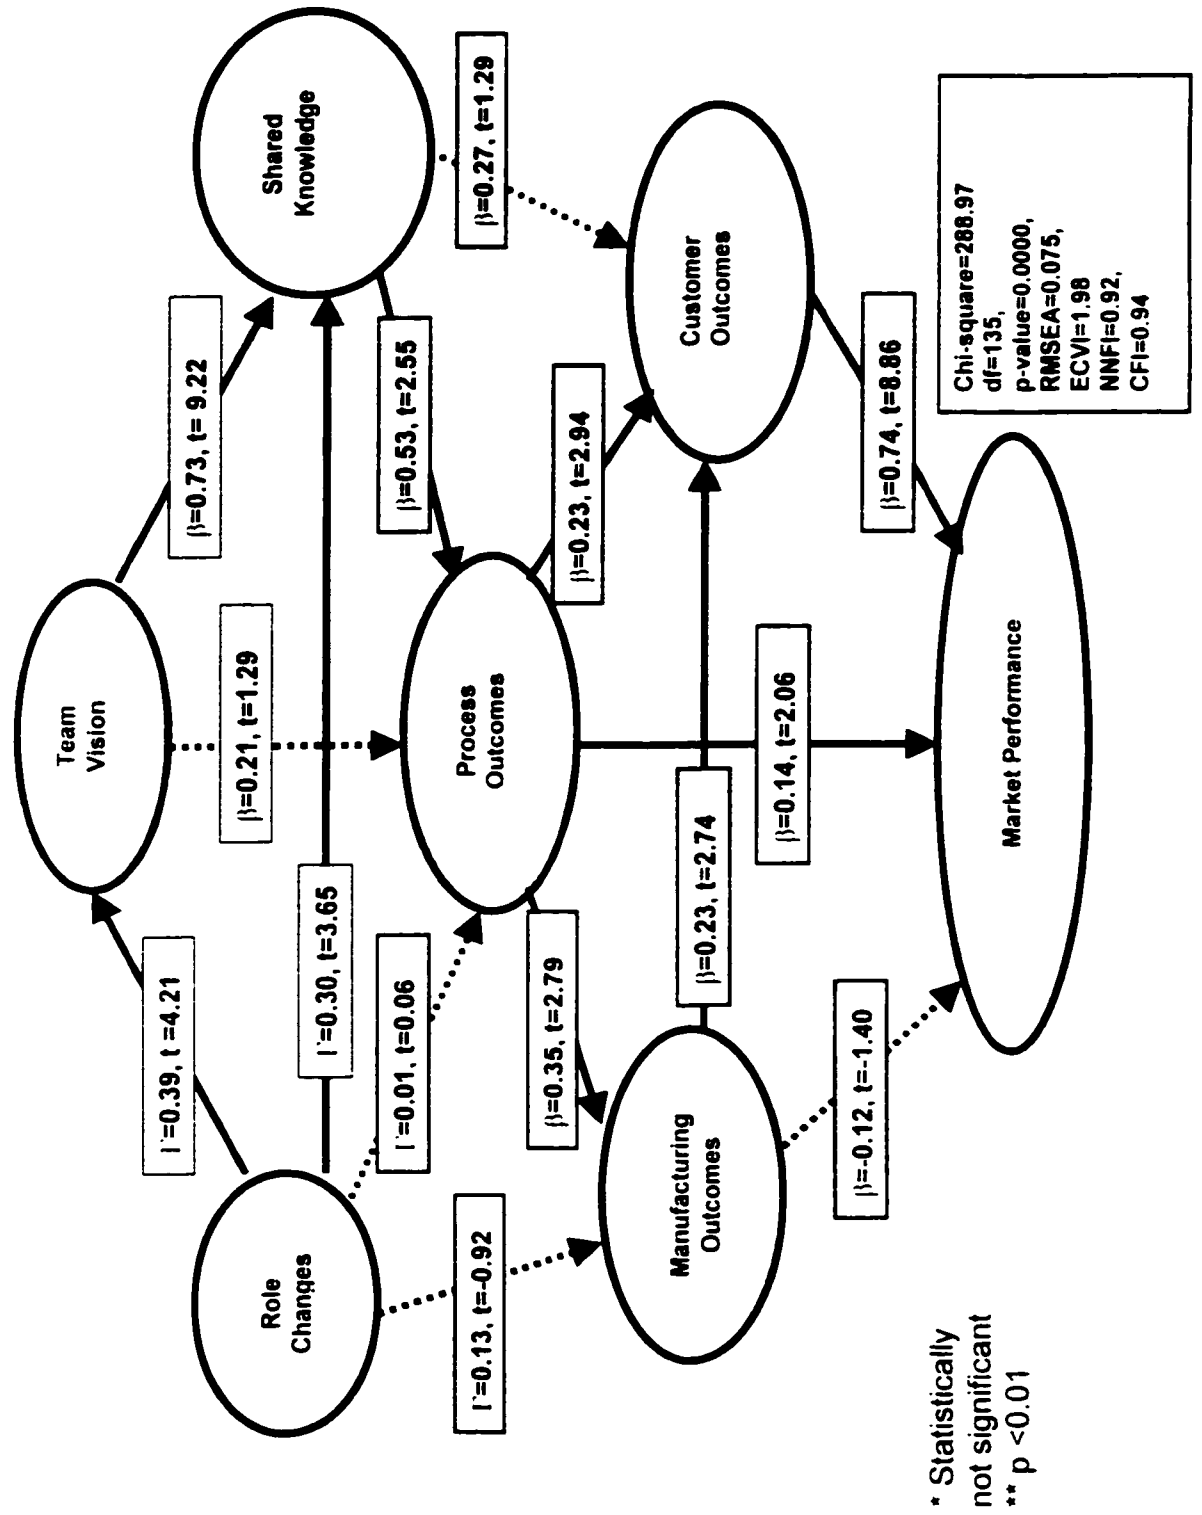 Team
Vision
Γ=0.39, t =4.21
β=0.73, t= 9.22
β=0.21, t=1.29
Role
Changes
Shared
Knowledge
Γ=0.30, t=3.65
Γ=0.01, t=0.06
β=0.53, t=2.55
Γ=0.13, t=-0.92
Process
Outcomes
β=0.27, t=1.29
β=0.35, t=2.79
β=0.23, t=2.94
Manufacturing
Outcomes
β=0.23, t=2.74
Customer
Outcomes
β=0.14, t=2.06
β=-0.12, t=-1.40
β=0.74, t=8.86
Market Performance
* Statistically
not significant
** p <0.01
Chi-square=288.97
df=135,
p-value=0.0000,
RMSEA=0.075,
ECVI=1.98
NNFI=0.92,
CFI=0.94